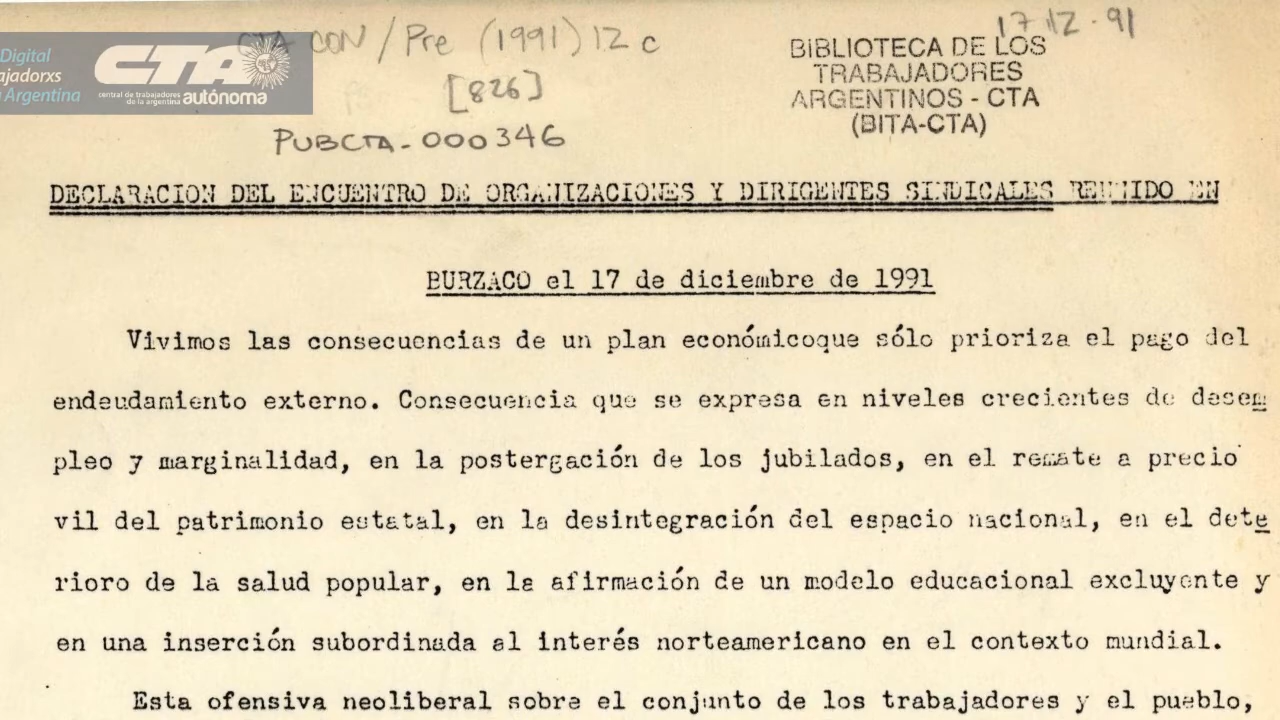 CTA CON / Pre (1991) 12 c
17.12.91
Digital
ajadorxs
Argentina
CTA
central de trabajadores
de la argentina autónoma
[826]
PUBCTA-000346
BIBLIOTECA DE LOS
TRABAJADORES
ARGENTINOS - CTA
(BITA-CTA)
DECLARACION DEL ENCUENTRO DE ORGANIZACIONES Y DIRIGENTES SINDICALES REUNIDO EN
BURZACO el 17 de diciembre de 1991
Vivimos las consecuencias de un plan económicoque sólo prioriza el pago del
endeudamiento externo. Consecuencia que se expresa en niveles crecientes de desem
pleo y marginalidad, en la postergación de los jubilados, en el remate a precio
vil del patrimonio estatal, en la desintegración del espacio nacional, en el dete
rioro de la salud popular, en la afirmación de un modelo educacional excluyente y
en una inserción subordinada al interés norteamericano en el contexto mundial.
Esta ofensiva neoliberal sobre el conjunto de los trabajadores y el pueblo,